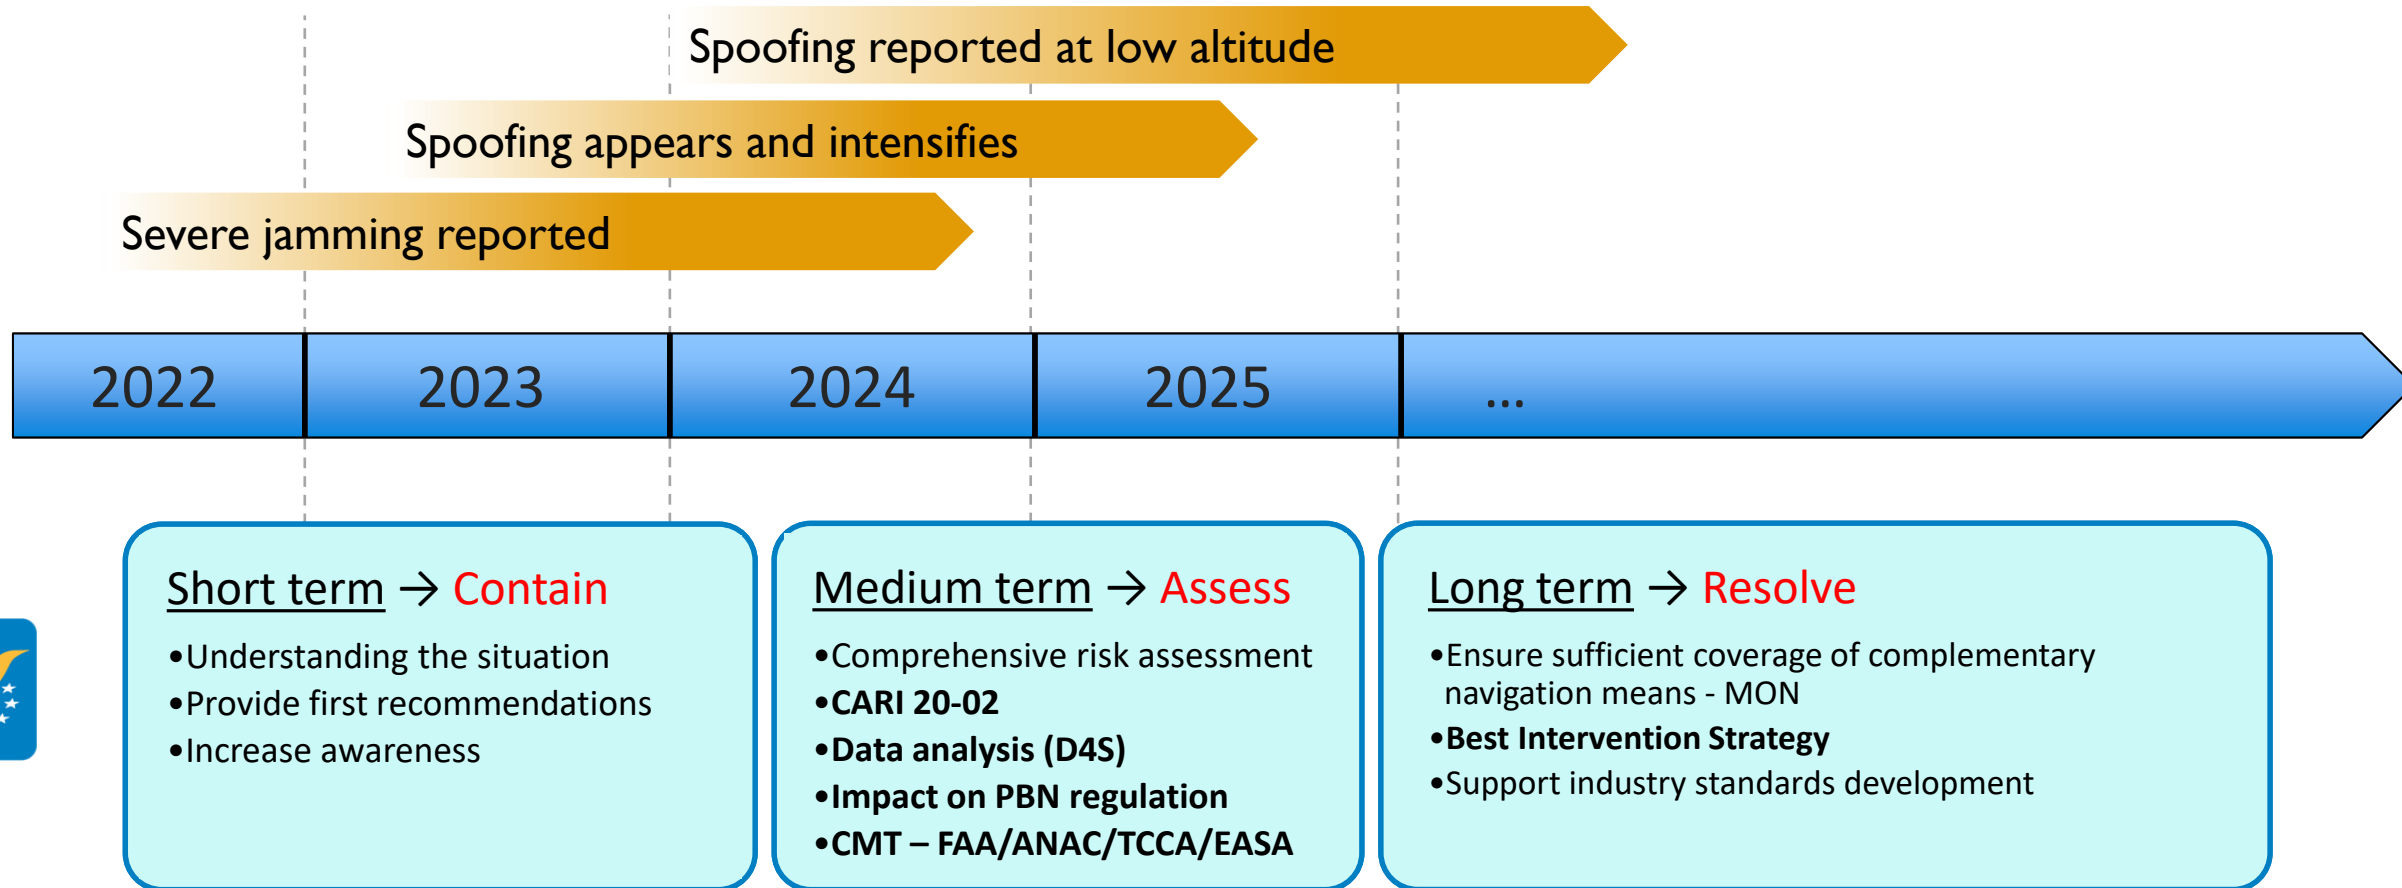 Spoofing reported at low altitude
Spoofing appears and intensifies
Severe jamming reported
2022
2023
2024
2025
...
Short term → Contain
•Understanding the situation
•Provide first recommendations
•Increase awareness
Medium term → Assess
•Comprehensive risk assessment
•CARI 20-02
•Data analysis (D4S)
•Impact on PBN regulation
•CMT – FAA/ANAC/TCCA/EASA
Long term → Resolve
•Ensure sufficient coverage of complementary
navigation means - MON
•Best Intervention Strategy
•Support industry standards development